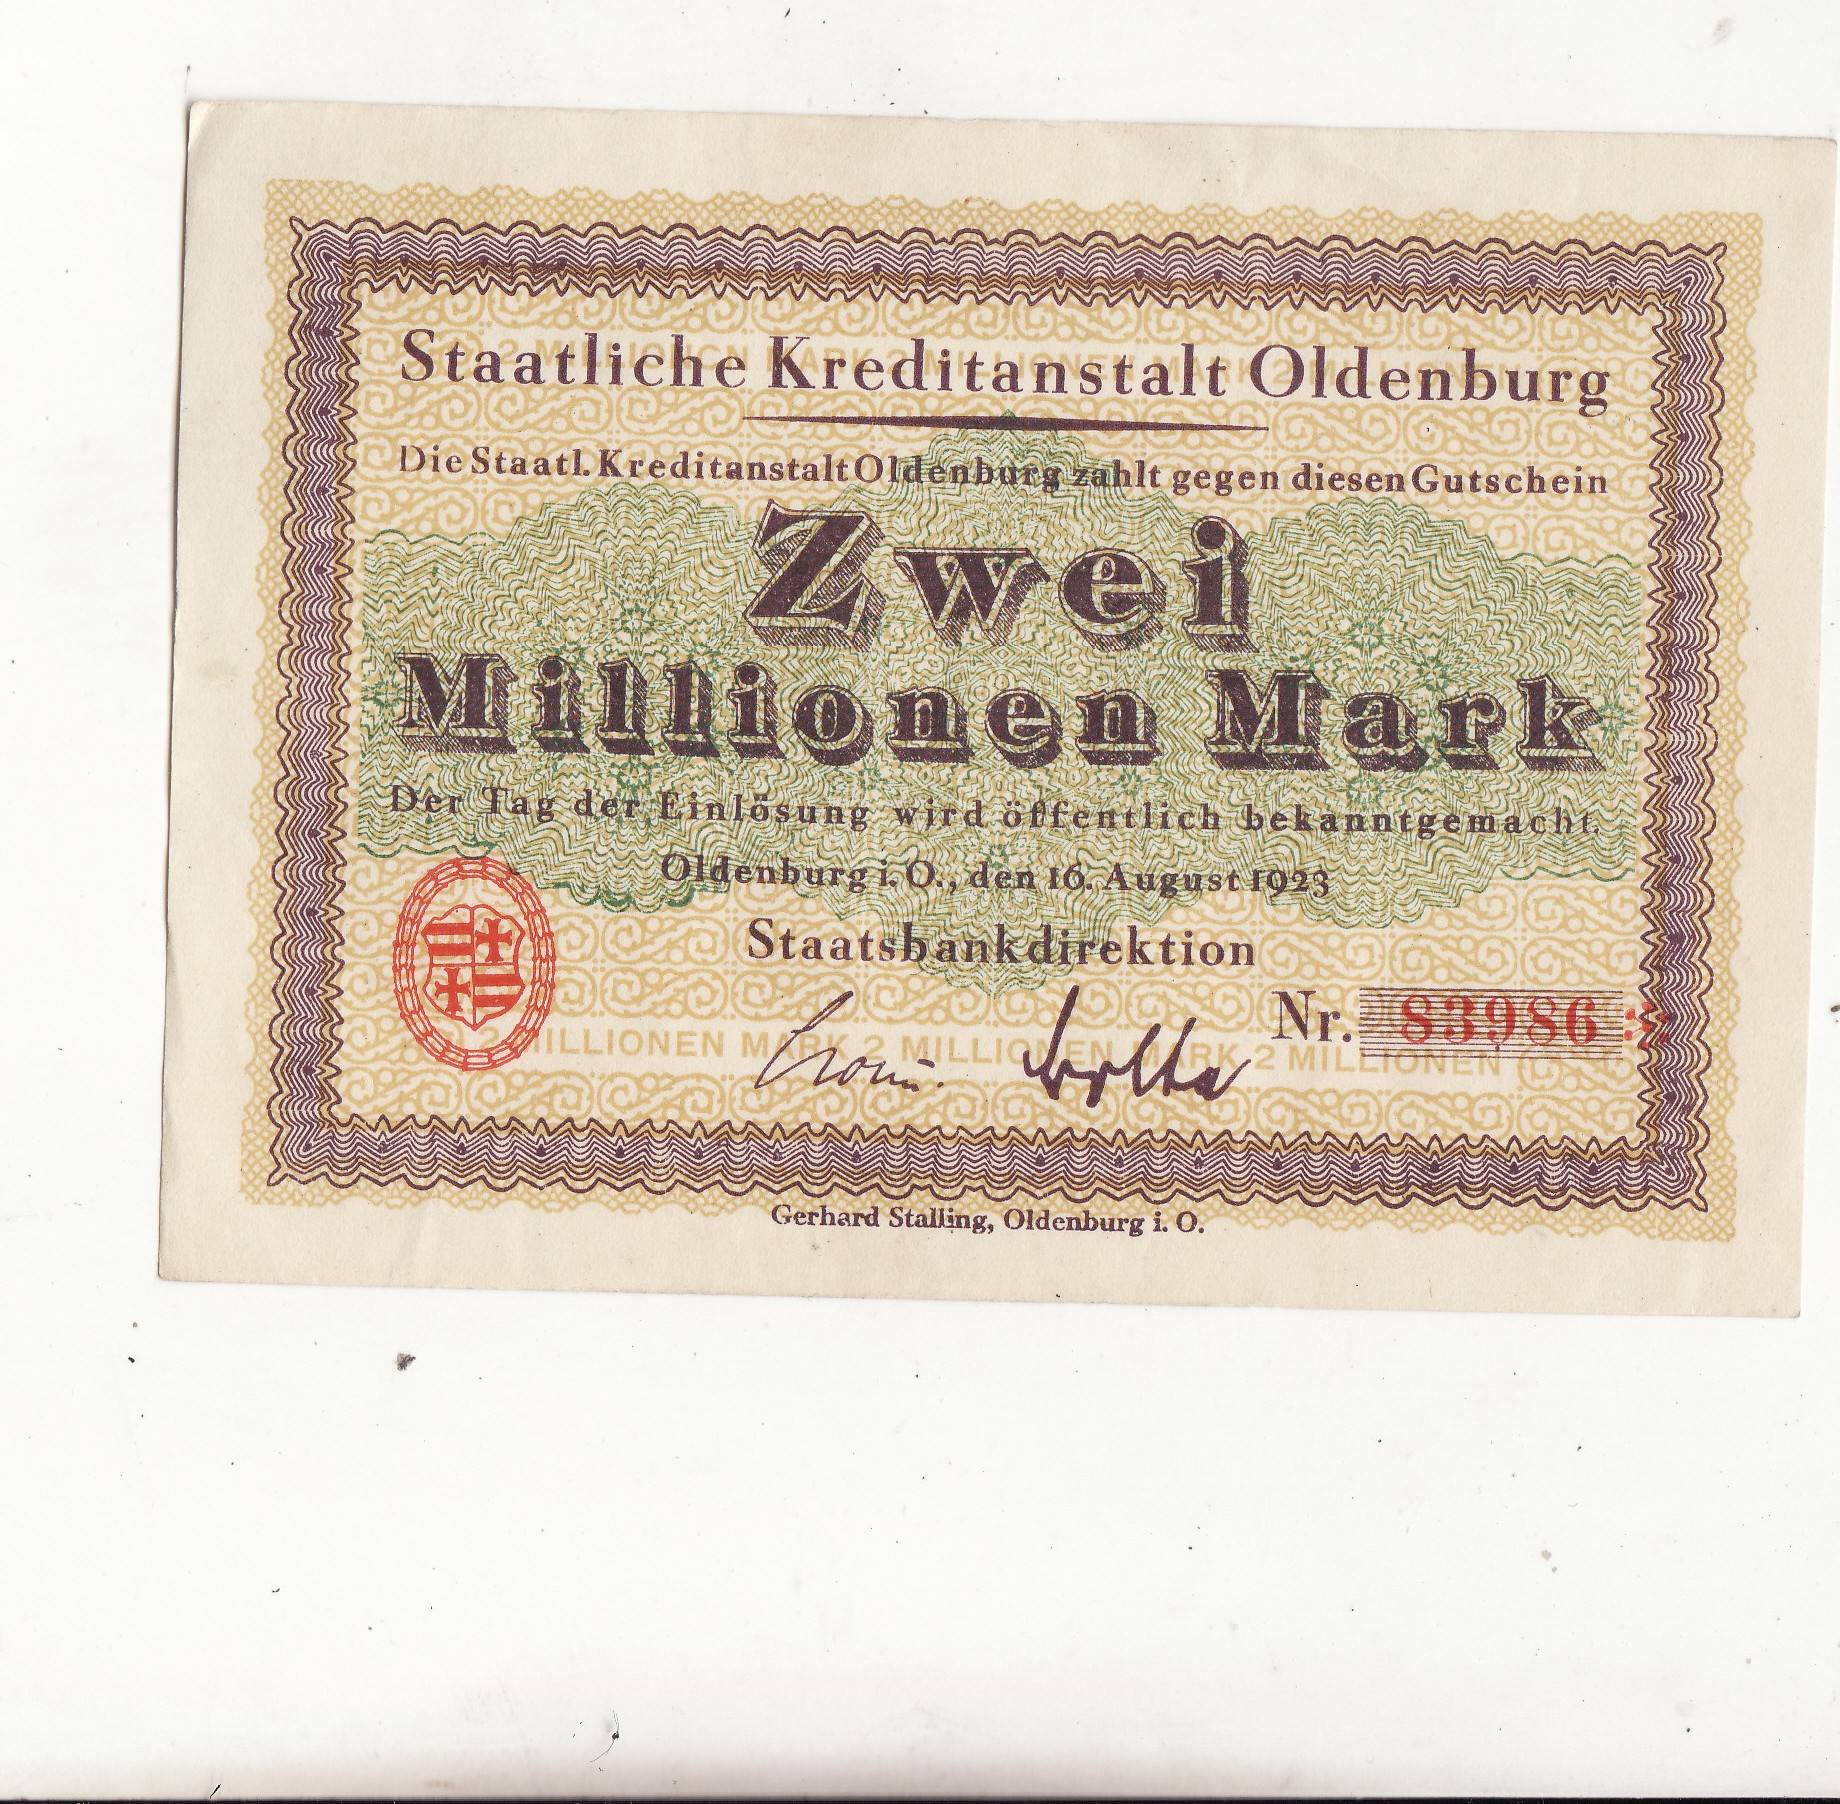 Staatliche Kreditanstalt Oldenburg
Die Staatl. Kreditanstalt Oldenburg zahlt gegen diesen Gutschein
Zwei
Millionen Mark
Der Tag der Einlösung wird öffentlich bekanntgemacht.
Oldenburg i. O., den 16. August 1923
Staatsbankdirektion
Nr. 83986
MILLIONEN MARK 2 MILLIONEN MARK 2 MILLIONEN
Gerhard Stalling, Oldenburg i. O.